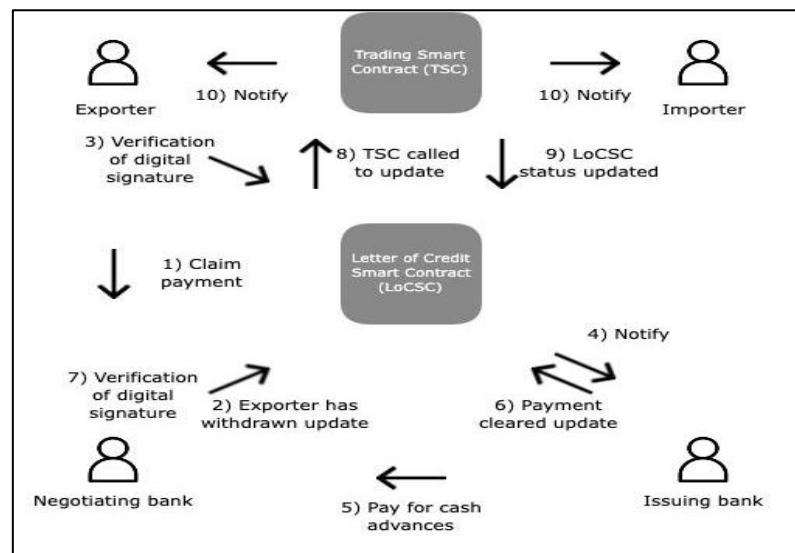 Trading Smart
Contract (TSC)
10) Notify
10) Notify
Exporter
Importer
3) Verification
of digital
signature
8) TSC called
to update
9) LoCSC
status updated
1) Claim
payment
Letter of Credit
Smart Contract
(LoCSC)
4) Notify
7) Verification
of digital
signature
2) Exporter has
withdrawn update
6) Payment
cleared update
Negotiating bank
5) Pay for cash
advances
Issuing bank